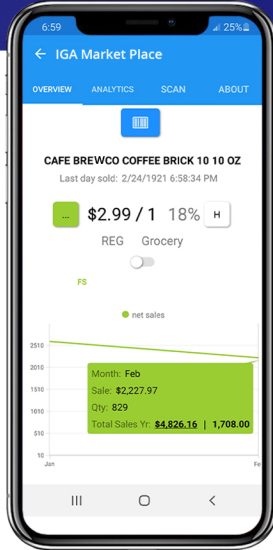 6:59
25%
IGA Market Place
OVERVIEW ANALYTICS SCAN ABOUT
CAFE BREWCO COFFEE BRICK 10 10 OZ
Last day sold: 2/24/1921 6:58:34 PM
... $2.99 / 1 18% H
REG Grocery
FS
net sales
2510
2010
1510
1010
510
10
Month: Feb
Sale: $2,227.97
Qty: 829
Total Sales Yr: $4,826.16 | 1,708.00
Jan Fe